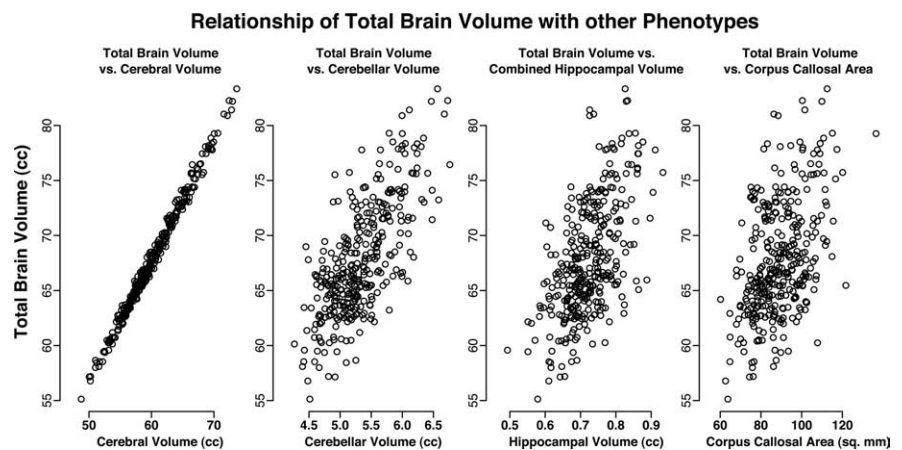 Relationship of Total Brain Volume with other Phenotypes
Total Brain Volume
vs. Cerebral Volume
Total Brain Volume
vs. Cerebellar Volume
Total Brain Volume vs.
Combined Hippocampal Volume
Total Brain Volume
vs. Corpus Callosal Area
Total Brain Volume (cc)
80
75
70
65
60
55
50 60 70
Cerebral Volume (cc)
80
75
70
65
60
55
4.5 5.0 5.5 6.0 6.5
Cerebellar Volume (cc)
80
75
70
65
60
55
0.5 0.6 0.7 0.8 0.9
Hippocampal Volume (cc)
80
75
70
65
60
55
60 80 100 120
Corpus Callosal Area (sq. mm)